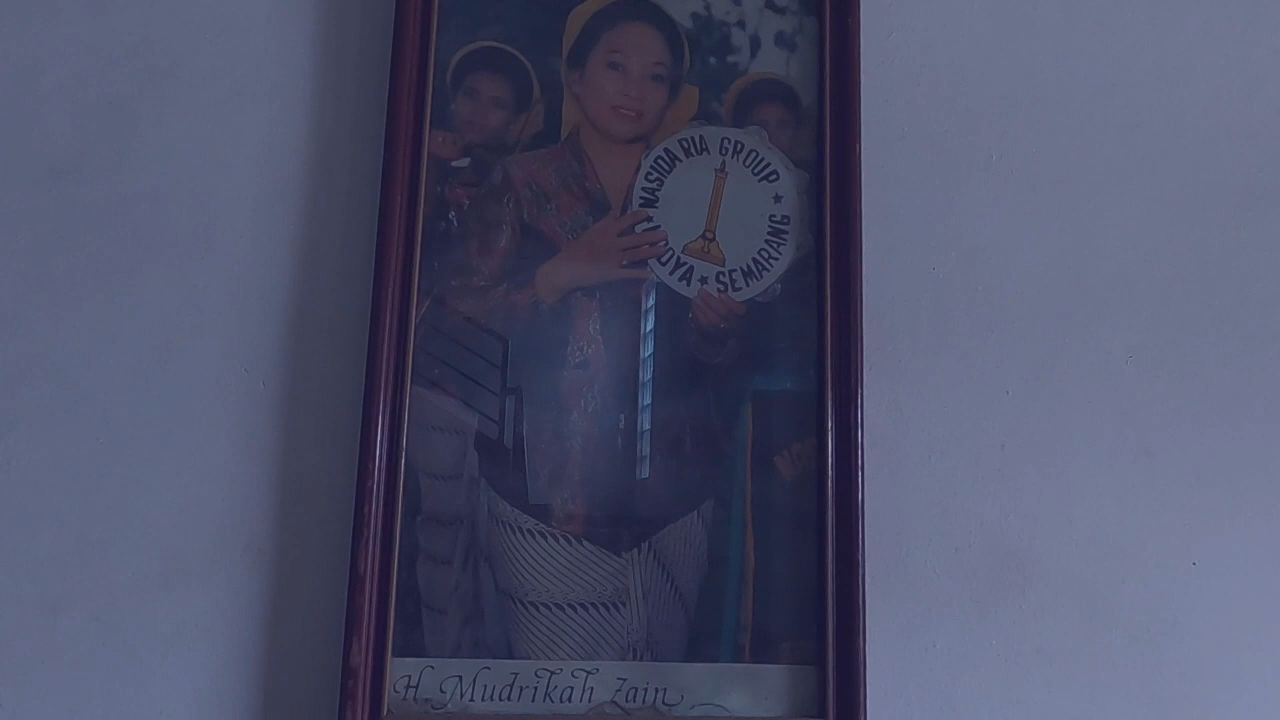 NASIDA RIA GROUP
★ SEMARANG ★
H. Mudrikah Zain